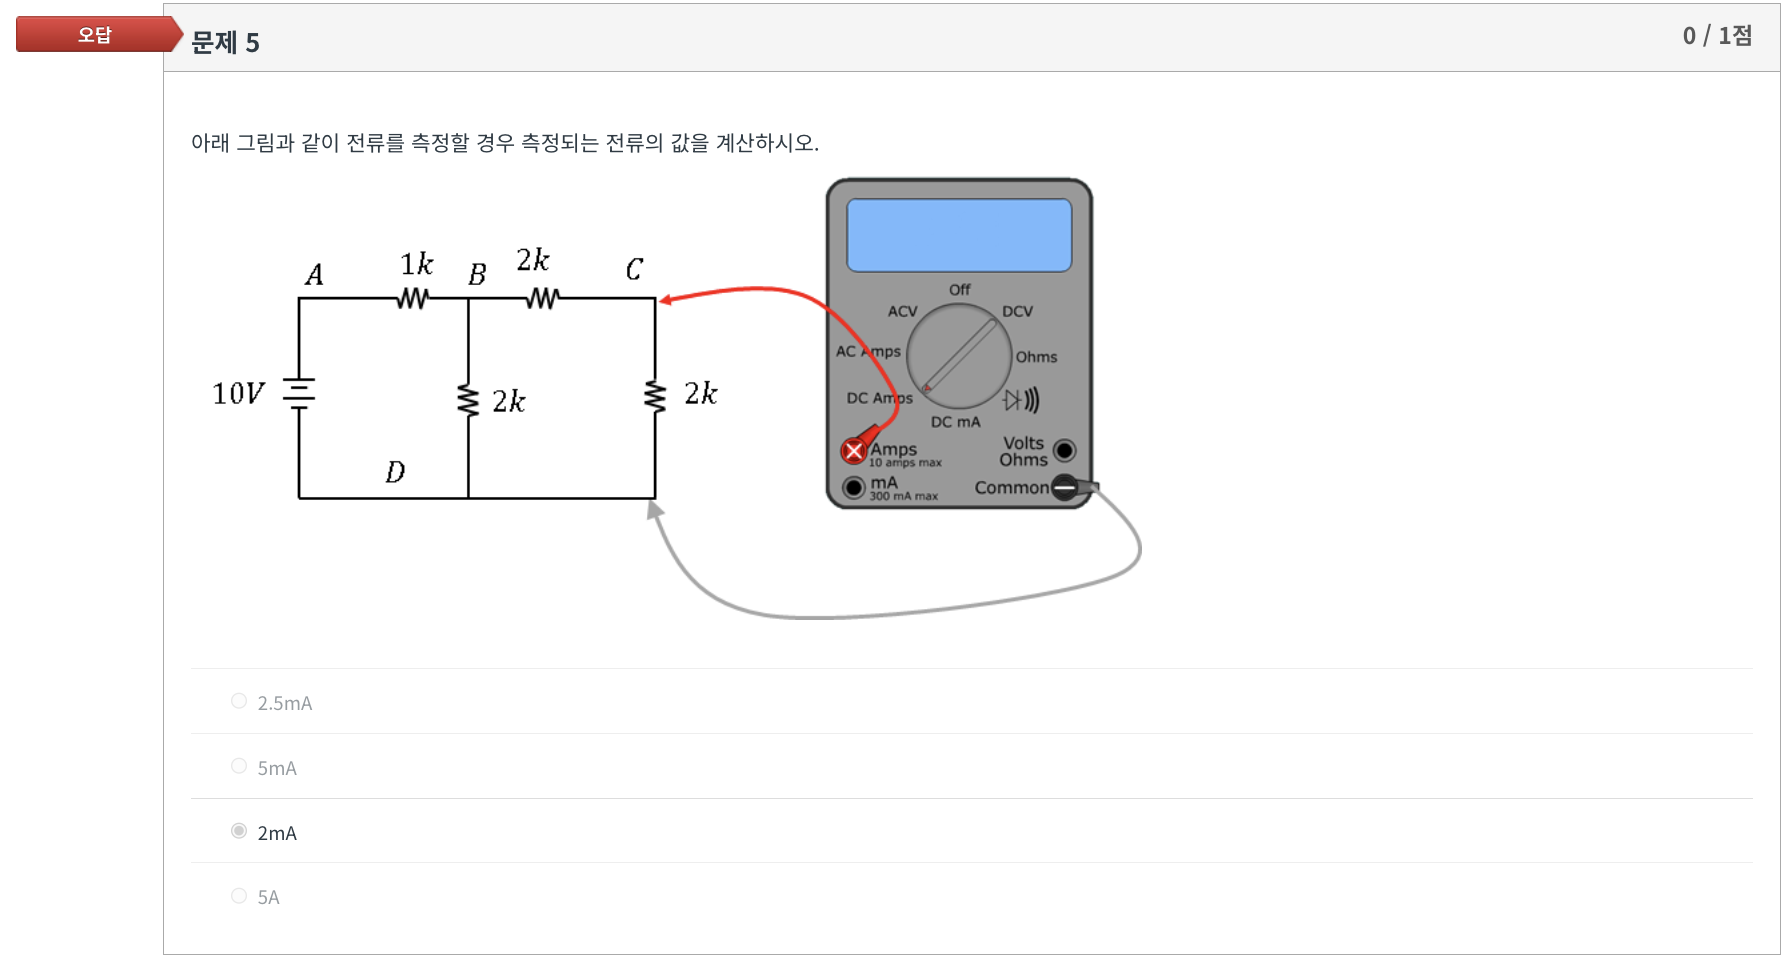 오답
문제 5
0 / 1점
아래 그림과 같이 전류를 측정할 경우 측정되는 전류의 값을 계산하시오.
A
1k
B
2k
C
10V
2k
2k
D
Off
ACV
DCV
AC Amps
Ohms
DC Amps
DC mA
Amps
10 amps max
Volts
Ohms
mA
300 mA max
Common
2.5mA
5mA
2mA
5A